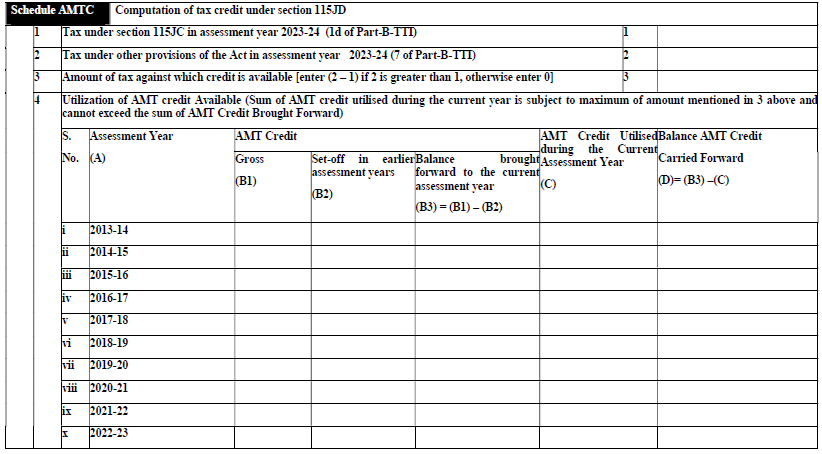 Schedule AMTC Computation of tax credit under section 115JD
1 Tax under section 115JC in assessment year 2023-24 (1d of Part-B-TTI) 1
2 Tax under other provisions of the Act in assessment year 2023-24 (7 of Part-B-TTI) 2
3 Amount of tax against which credit is available [enter (2 – 1) if 2 is greater than 1, otherwise enter 0] 3
4 Utilization of AMT credit Available (Sum of AMT credit utilised during the current year is subject to maximum of amount mentioned in 3 above and
cannot exceed the sum of AMT Credit Brought Forward)
S.
No.
Assessment Year
(A)
AMT Credit
Gross
(B1)
Set-off in earlier
assessment years
(B2)
Balance brought
forward to the current
assessment year
(B3) = (B1) – (B2)
AMT Credit Utilised
during the Current
Assessment Year
(C)
Balance AMT Credit
Carried Forward
(D)= (B3) –(C)
i 2013-14
ii 2014-15
iii 2015-16
iv 2016-17
v 2017-18
vi 2018-19
vii 2019-20
viii 2020-21
ix 2021-22
x 2022-23